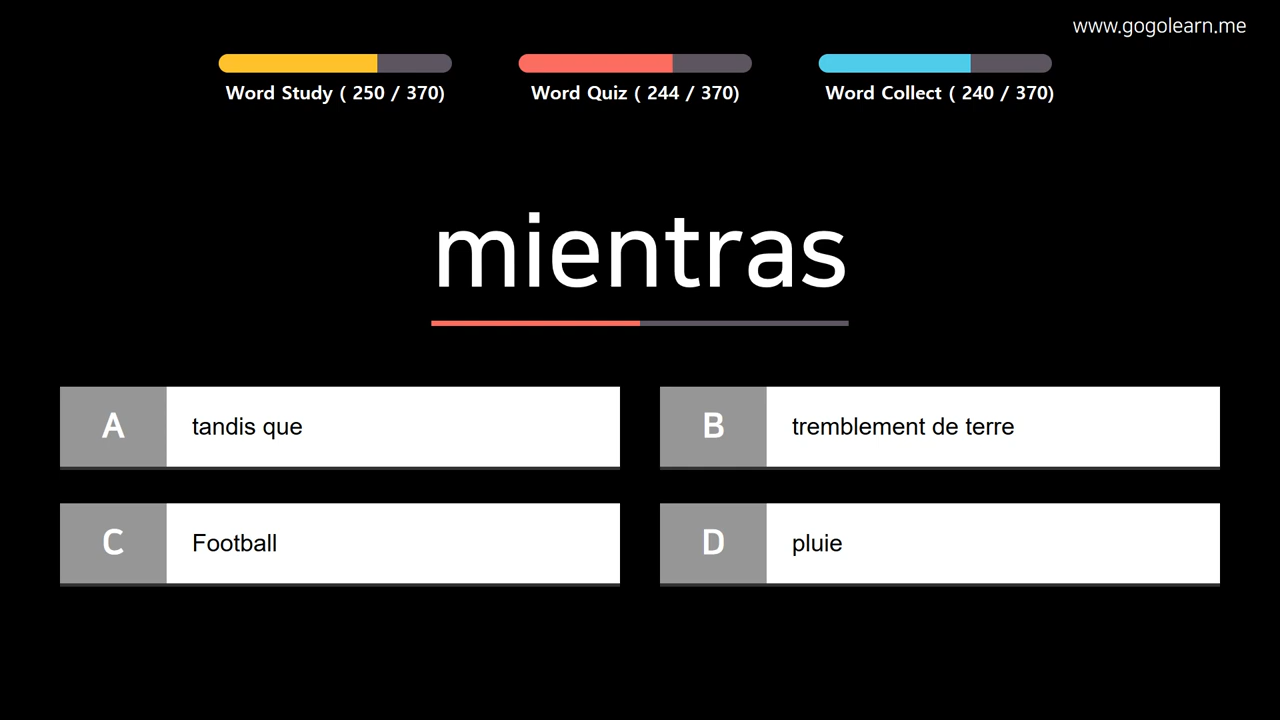 www.gogolearn.me
Word Study ( 250 / 370)
Word Quiz ( 244 / 370)
Word Collect ( 240 / 370)
mientras
A tandis que
B tremblement de terre
C Football
D pluie